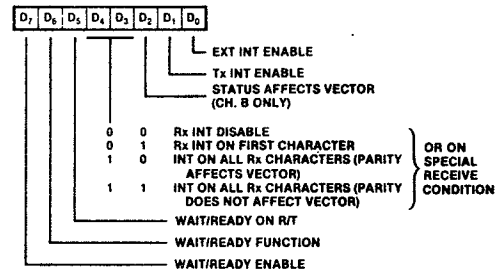 D7 D6 D5 D4 D3 D2 D1 D0
EXT INT ENABLE
Tx INT ENABLE
STATUS AFFECTS VECTOR
(CH. B ONLY)
0 0 Rx INT DISABLE
0 1 Rx INT ON FIRST CHARACTER
1 0 INT ON ALL Rx CHARACTERS (PARITY
AFFECTS VECTOR)
1 1 INT ON ALL Rx CHARACTERS (PARITY
DOES NOT AFFECT VECTOR)
OR ON
SPECIAL
RECEIVE
CONDITION
WAIT/READY ON R/T
WAIT/READY FUNCTION
WAIT/READY ENABLE